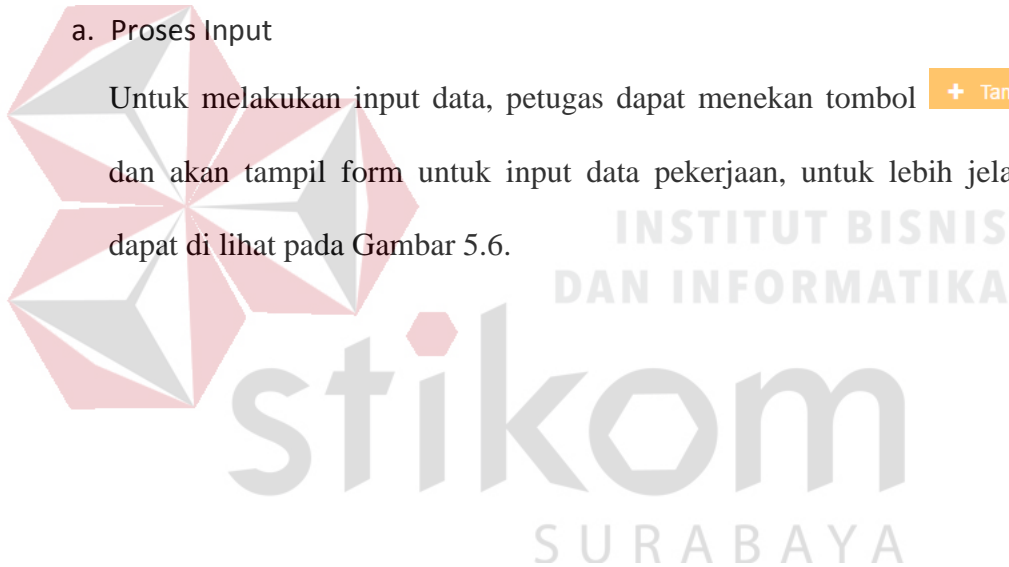 a. Proses Input
Untuk melakukan input data, petugas dapat menekan tombol +
dan akan tampil form untuk input data pekerjaan, untuk lebih
dapat di lihat pada Gambar 5.6.
INSTITUT BISNIS
DAN INFORMATIKA
stikom
SURABAYA